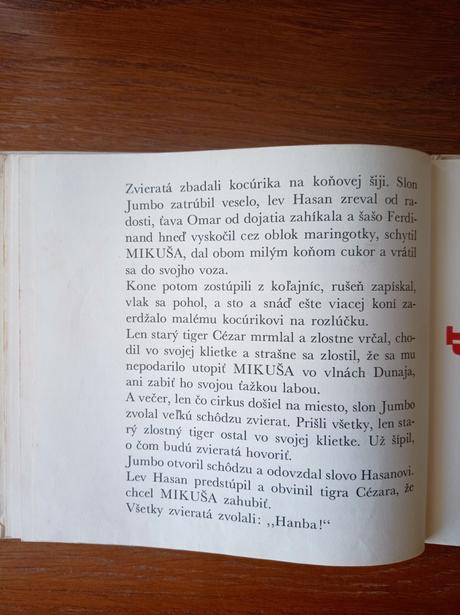 Zvieratá zbadali kocúrika na koňovej šiji. Slon
Jumbo zatrúbil veselo, lev Hasan zreval od ra-
dosti, ťava Omar od dojatia zahíkala a šašo Ferdi-
nand hneď vyskočil cez oblok maringotky, schytil
MIKUŠA, dal obom milým koňom cukor a vrátil
sa do svojho voza.
Kone potom zostúpili z koľajníc, rušeň zapískal,
vlak sa pohol, a sto a snáď ešte viacej koní za-
erdžalo malému kocúrikovi na rozlúčku.
Len starý tiger Cézar mrmlal a zlostne vrčal, cho-
dil vo svojej klietke a strašne sa zlostil, že sa mu
nepodarilo utopiť MIKUŠA vo vlnách Dunaja,
ani zabiť ho svojou ťažkou labou.
A večer, len čo cirkus došiel na miesto, slon Jumbo
zvolal veľkú schôdzu zvierat. Prišli všetky, len sta-
rý zlostný tiger ostal vo svojej klietke. Už šípil,
o čom budú zvieratá hovoriť.
Jumbo otvoril schôdzu a odovzdal slovo Hasanovi.
Lev Hasan predstúpil a obvinil tigra Cézara, že
chcel MIKUŠA zahubiť.
Všetky zvieratá zvolali: ,,Hanba!“